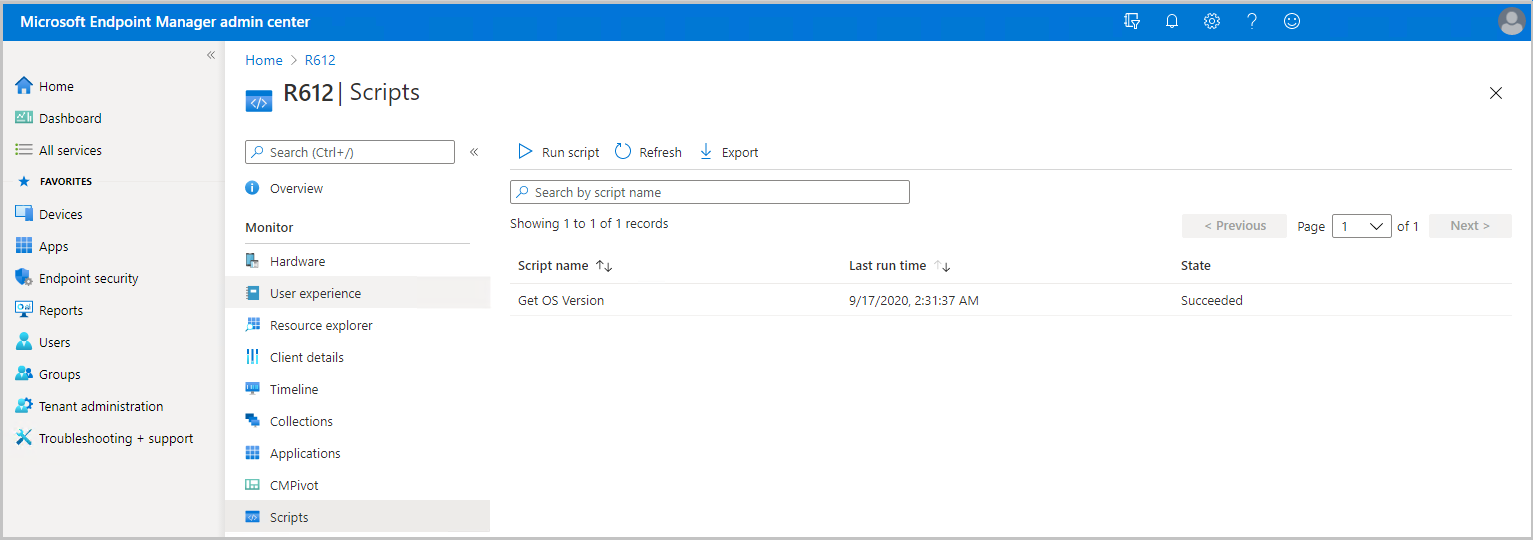 Microsoft Endpoint Manager admin center
«
Home
Dashboard
All services
FAVORITES
Devices
Apps
Endpoint security
Reports
Users
Groups
Tenant administration
Troubleshooting + support
Home > R612
R612 | Scripts
Search (Ctrl+/)
«
Overview
Monitor
Hardware
User experience
Resource explorer
Client details
Timeline
Collections
Applications
CMPivot
Scripts
Run script Refresh Export
Search by script name
Showing 1 to 1 of 1 records
< Previous Page 1 of 1 Next >
Script name ↑↓ Last run time ↑↓ State
Get OS Version 9/17/2020, 2:31:37 AM Succeeded